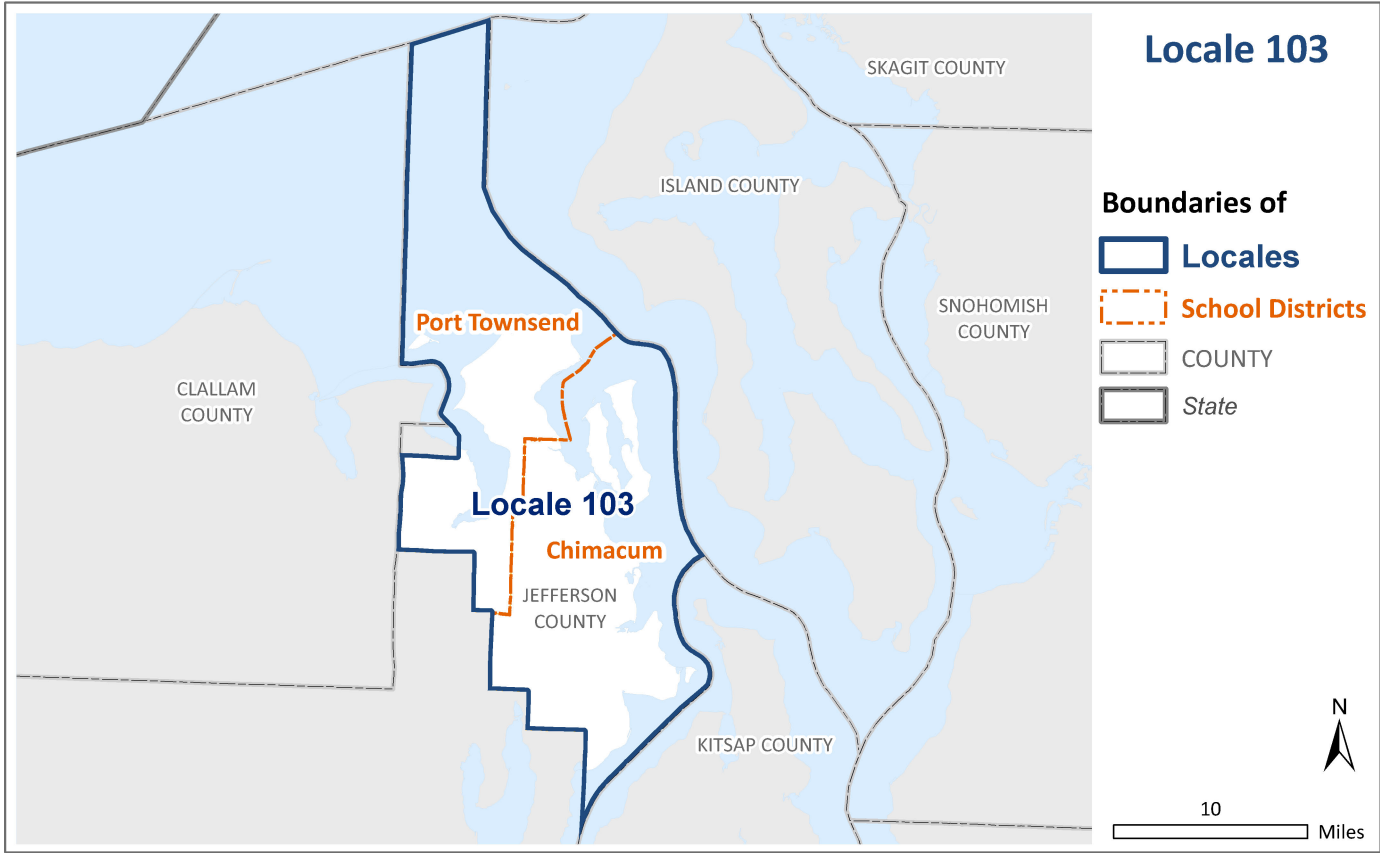 Locale 103
SKAGIT COUNTY
ISLAND COUNTY
SNOHOMISH
COUNTY
Port Townsend
CLALLAM
COUNTY
Locale 103
Chimacum
JEFFERSON
COUNTY
KITSAP COUNTY
Boundaries of
Locales
School Districts
COUNTY
State
N
10
Miles